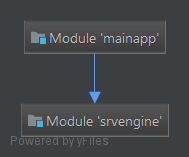 Module 'mainapp'
Module 'srvengine'
Powered by yFiles